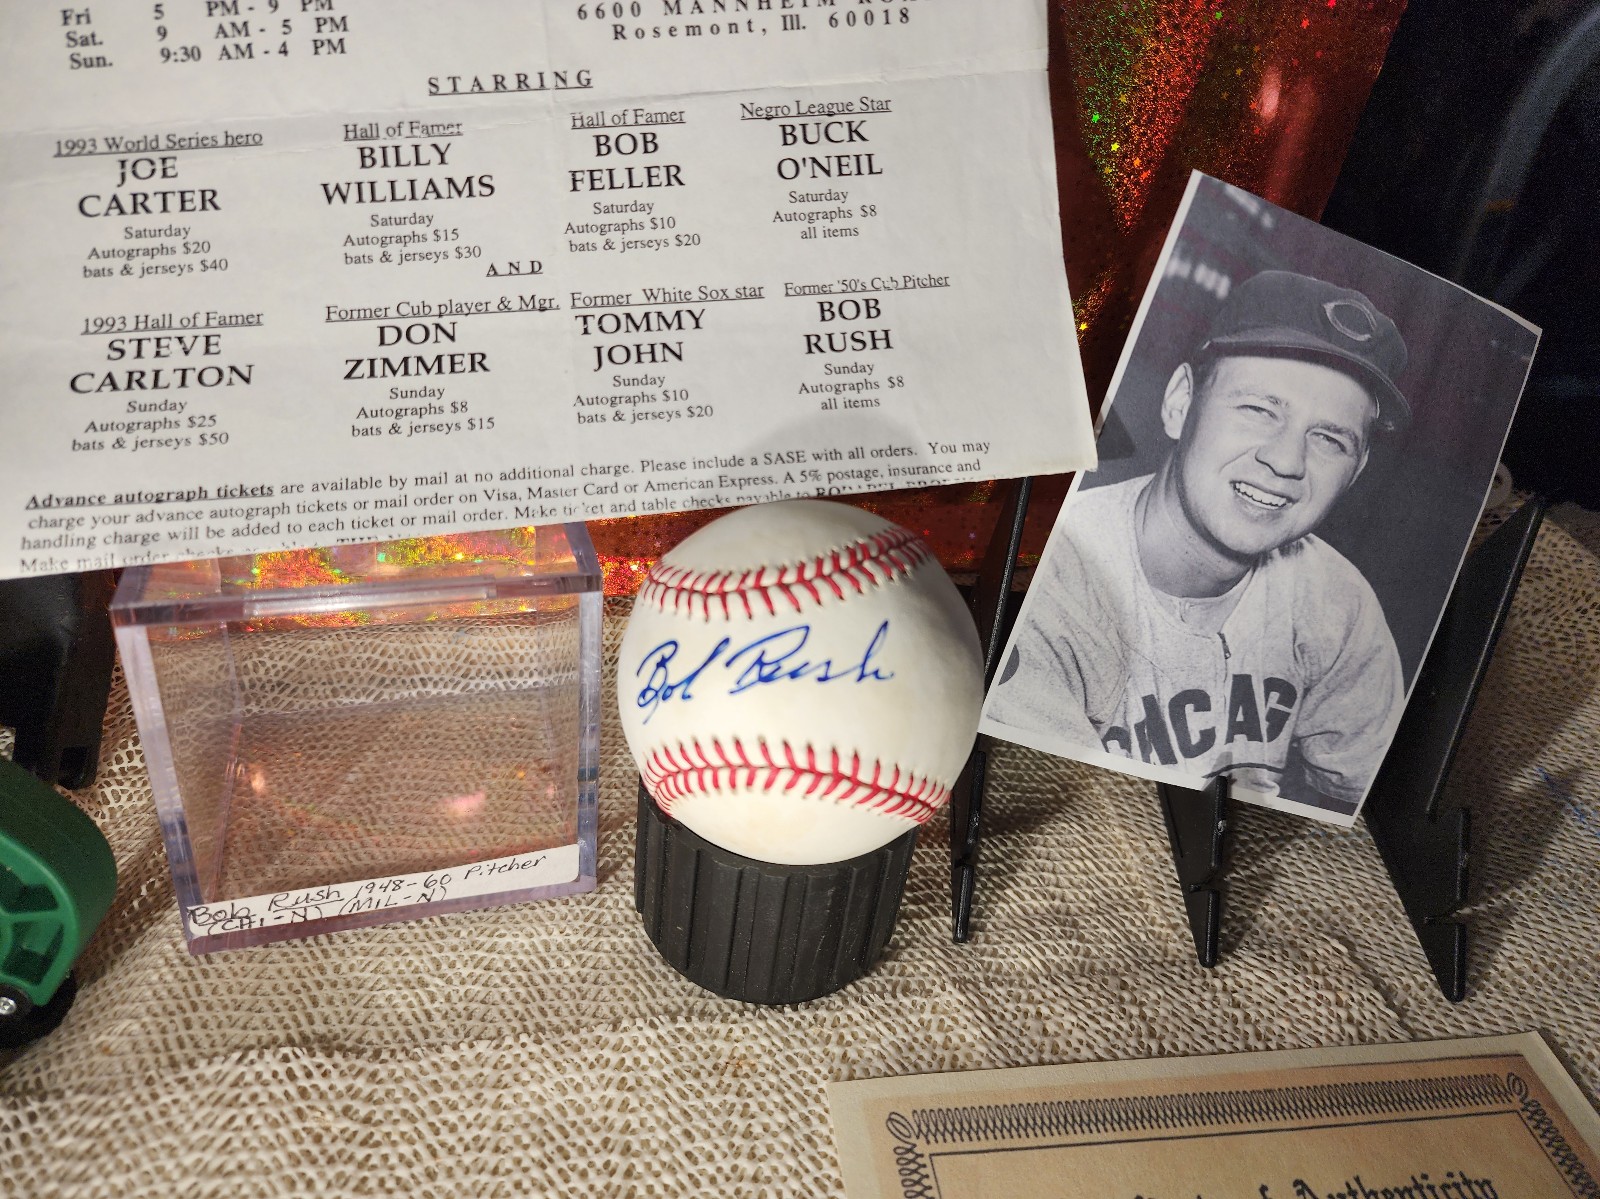 Fri 5 PM - 9 PM
Sat. 9 AM - 5 PM
Sun. 9:30 AM - 4 PM
6600 MANNHEIM
Rosemont, Ill. 60018
STARRING
1993 World Series hero
JOE
CARTER
Saturday
Autographs $20
bats & jerseys $40
Hall of Famer
BILLY
WILLIAMS
Saturday
Autographs $15
bats & jerseys $30
Hall of Famer
BOB
FELLER
Saturday
Autographs $10
bats & jerseys $20
Negro League Star
BUCK
O'NEIL
Saturday
Autographs $8
all items
AND
1993 Hall of Famer
STEVE
CARLTON
Sunday
Autographs $25
bats & jerseys $50
Former Cub player & Mgr.
DON
ZIMMER
Sunday
Autographs $8
bats & jerseys $15
Former White Sox star
TOMMY
JOHN
Sunday
Autographs $10
bats & jerseys $20
Former '50's Cub Pitcher
BOB
RUSH
Sunday
Autographs $8
all items
Advance autograph tickets are available by mail at no additional charge. Please include a SASE with all orders. You may
charge your advance autograph tickets or mail order on Visa, Master Card or American Express. A 5% postage, insurance and
handling charge will be added to each ticket or mail order. Make ticket and table checks payable to
Make mail order checks
Bob Rush
C
CHICAG
Bob Rush 1948-60 Pitcher
(CHI-N) (MIL-N)
of Authenticity